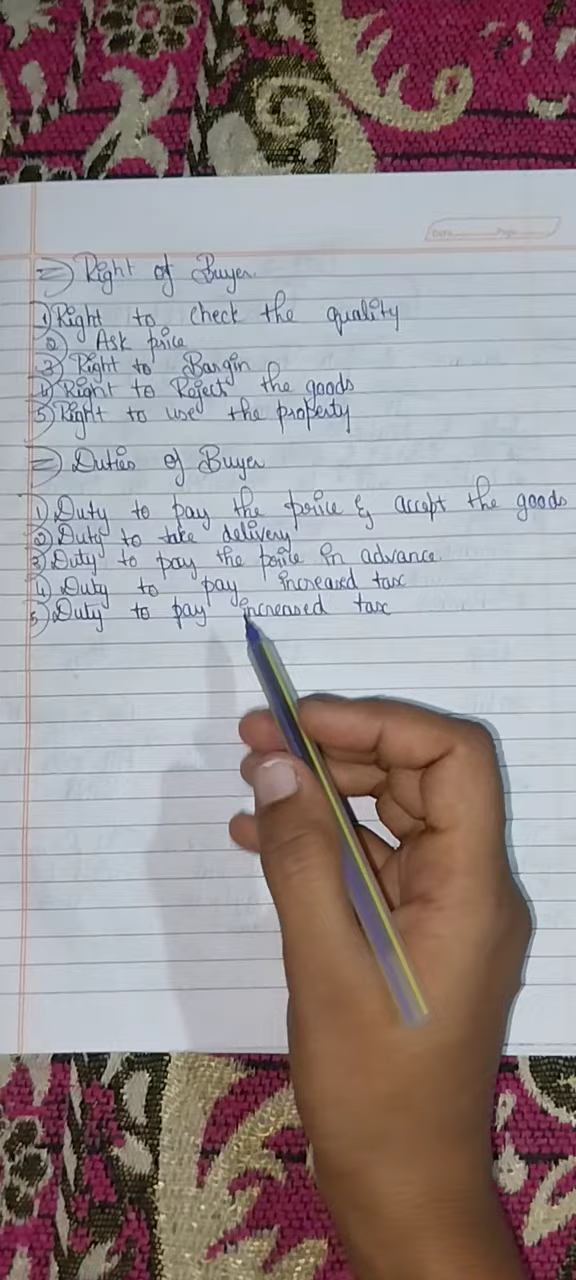 =) Right of Buyer
1) Right to check the quality
2) Ask price
3) Right to Bargin
4) Right to Reject the goods
5) Right to use the property
=) Duties of Buyer
1) Duty to pay the price & accept the goods
2) Duty to take delivery
3) Duty to pay the price in advance
4) Duty to pay increased tax
5) Duty to pay increased tax